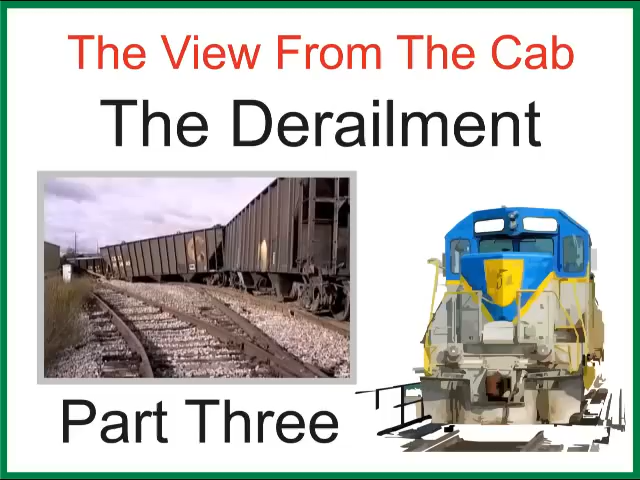 The View From The Cab
The Derailment
Part Three